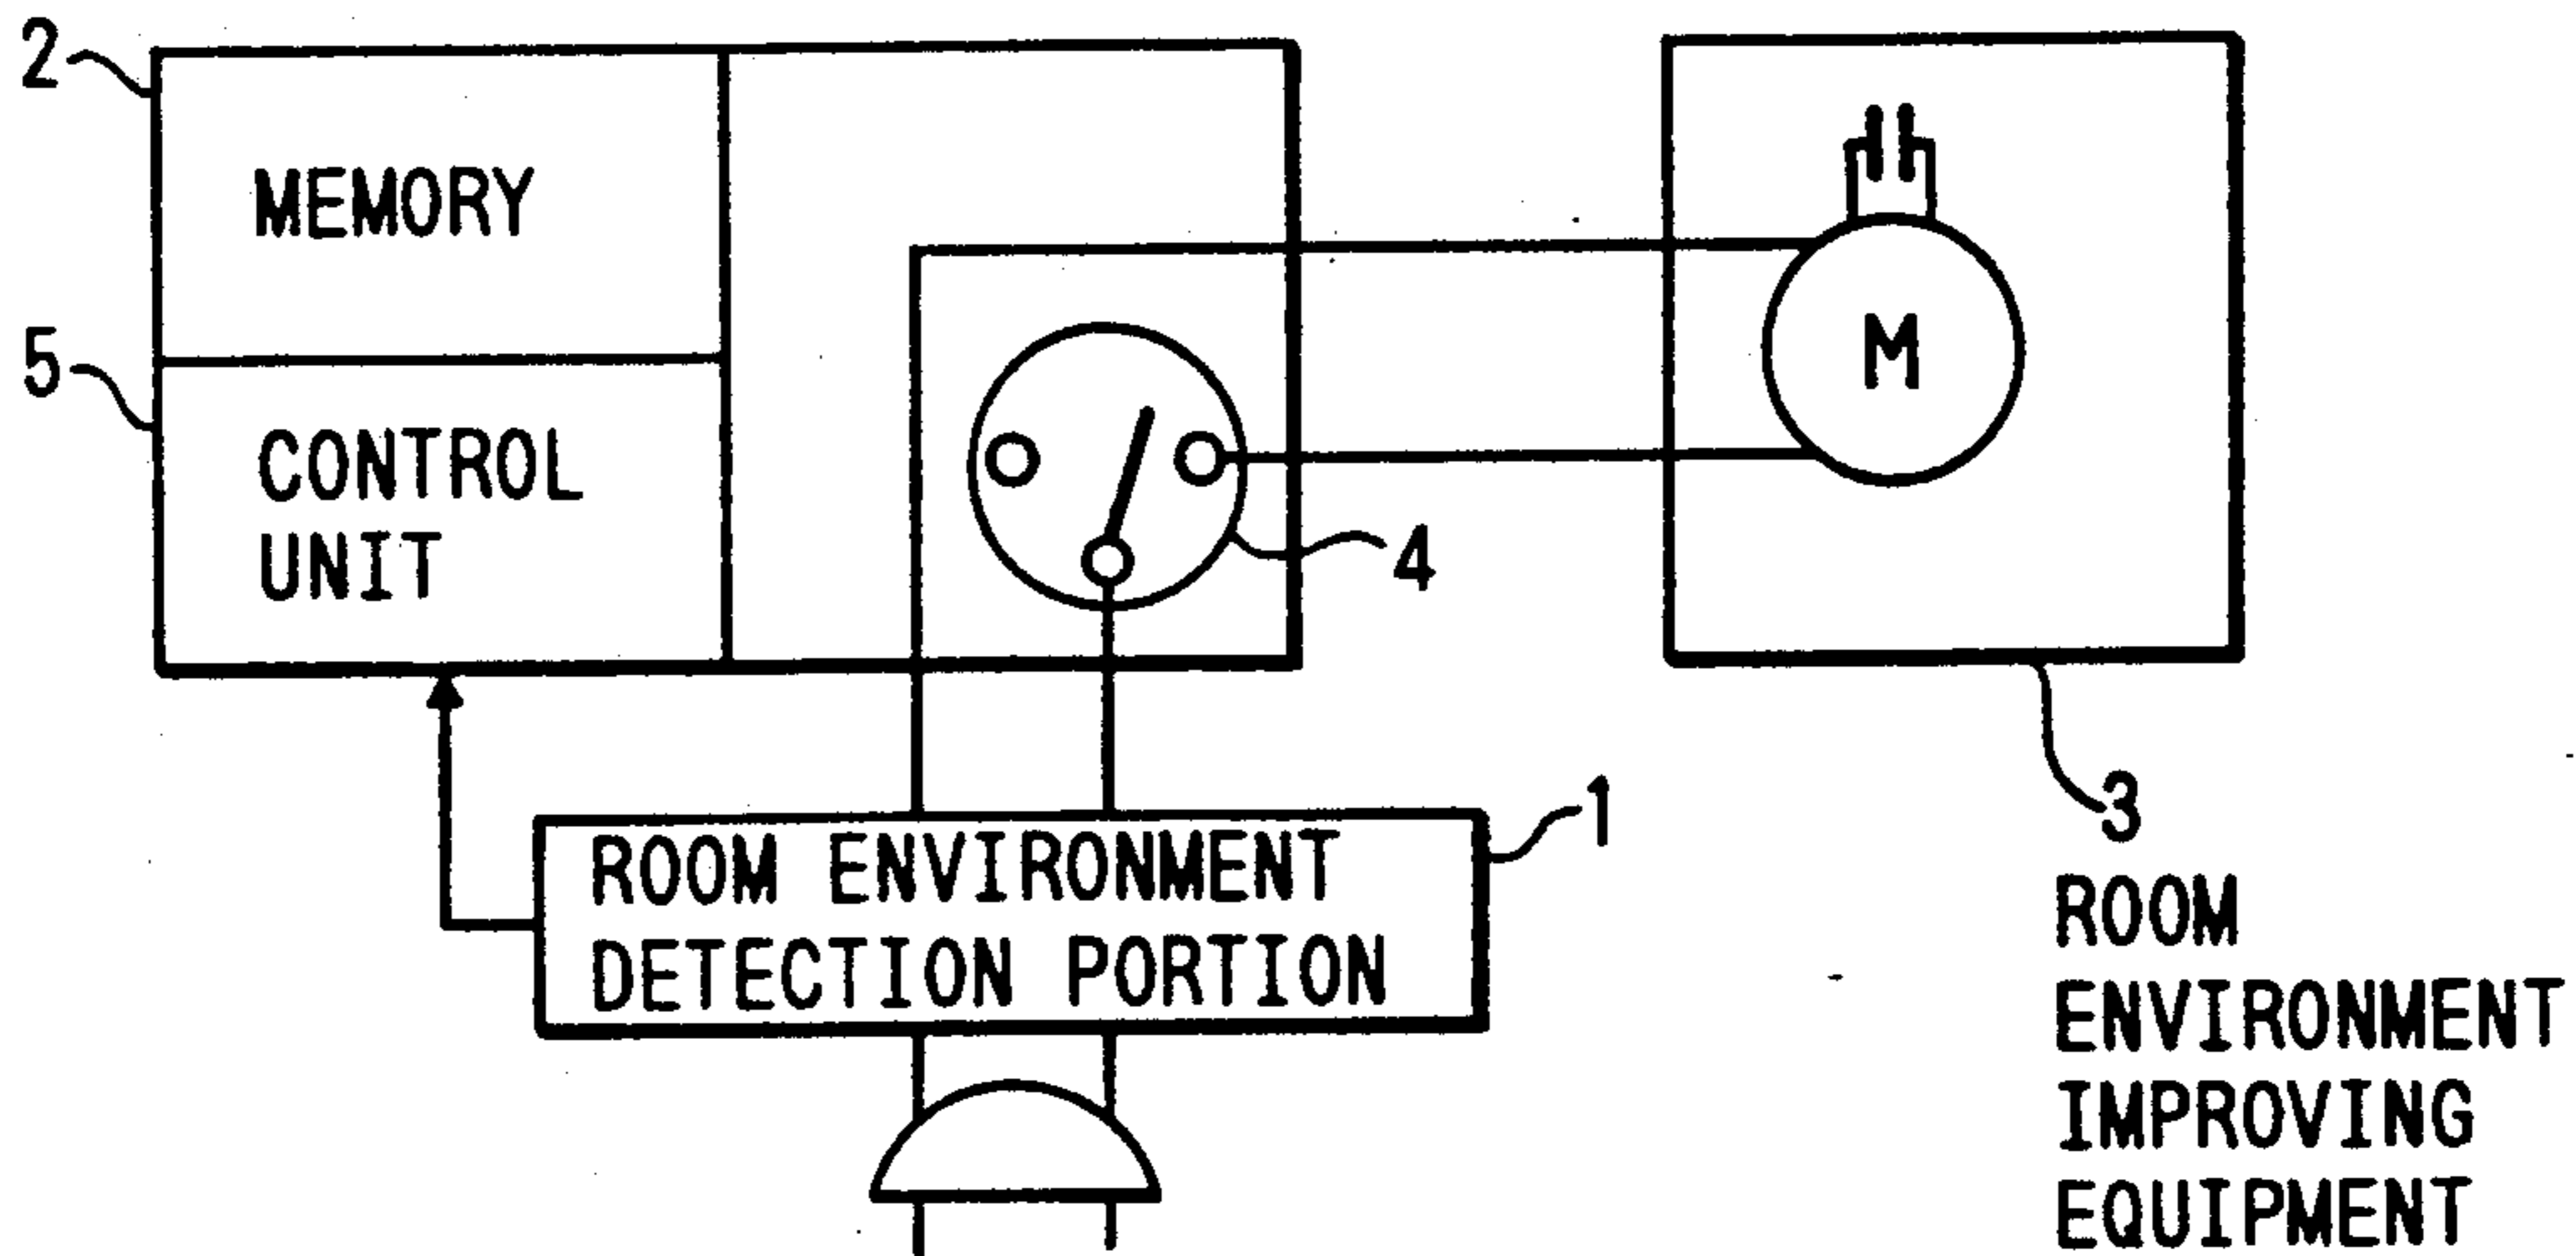 2
MEMORY
5
CONTROL
UNIT
M
4
1
ROOM ENVIRONMENT
DETECTION PORTION
3
ROOM
ENVIRONMENT
IMPROVING
EQUIPMENT